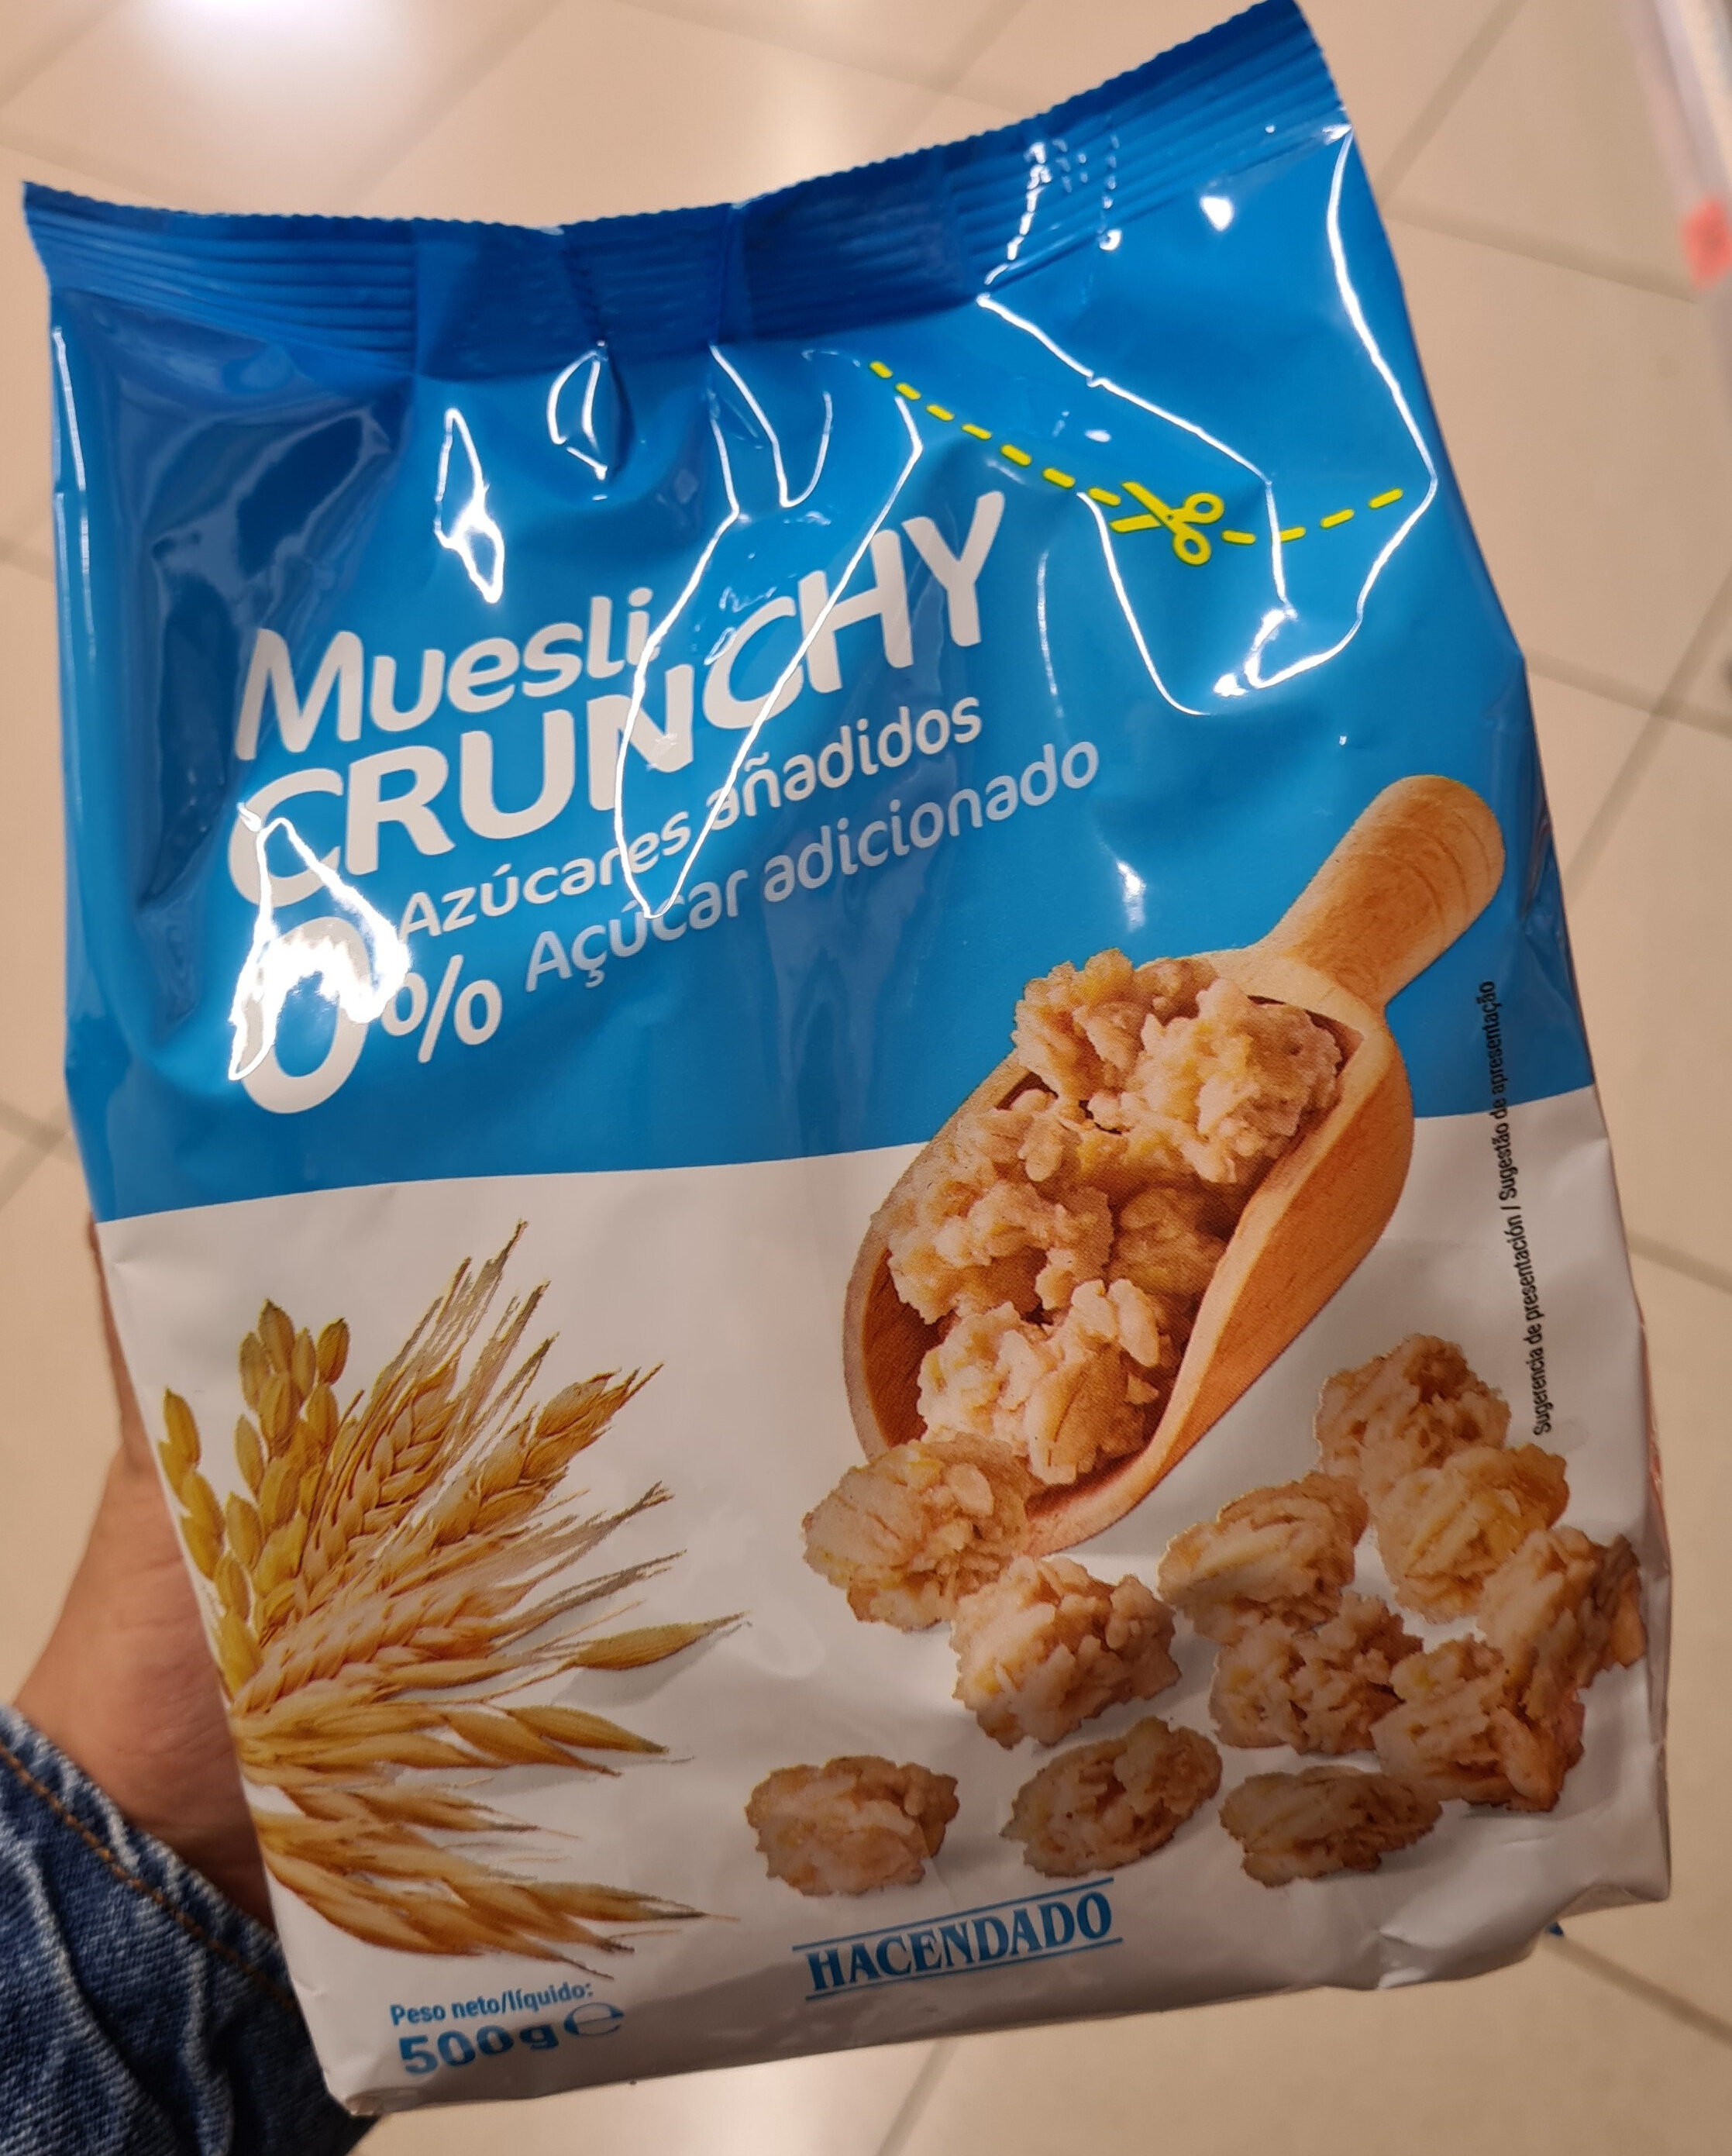 Muesli
CRUNCHY
0% Azúcares añadidos
Açúcar adicionado
Sugerencia de presentación / Sugestão de apresentação
HACENDADO
Peso neto/líquido:
500g℮